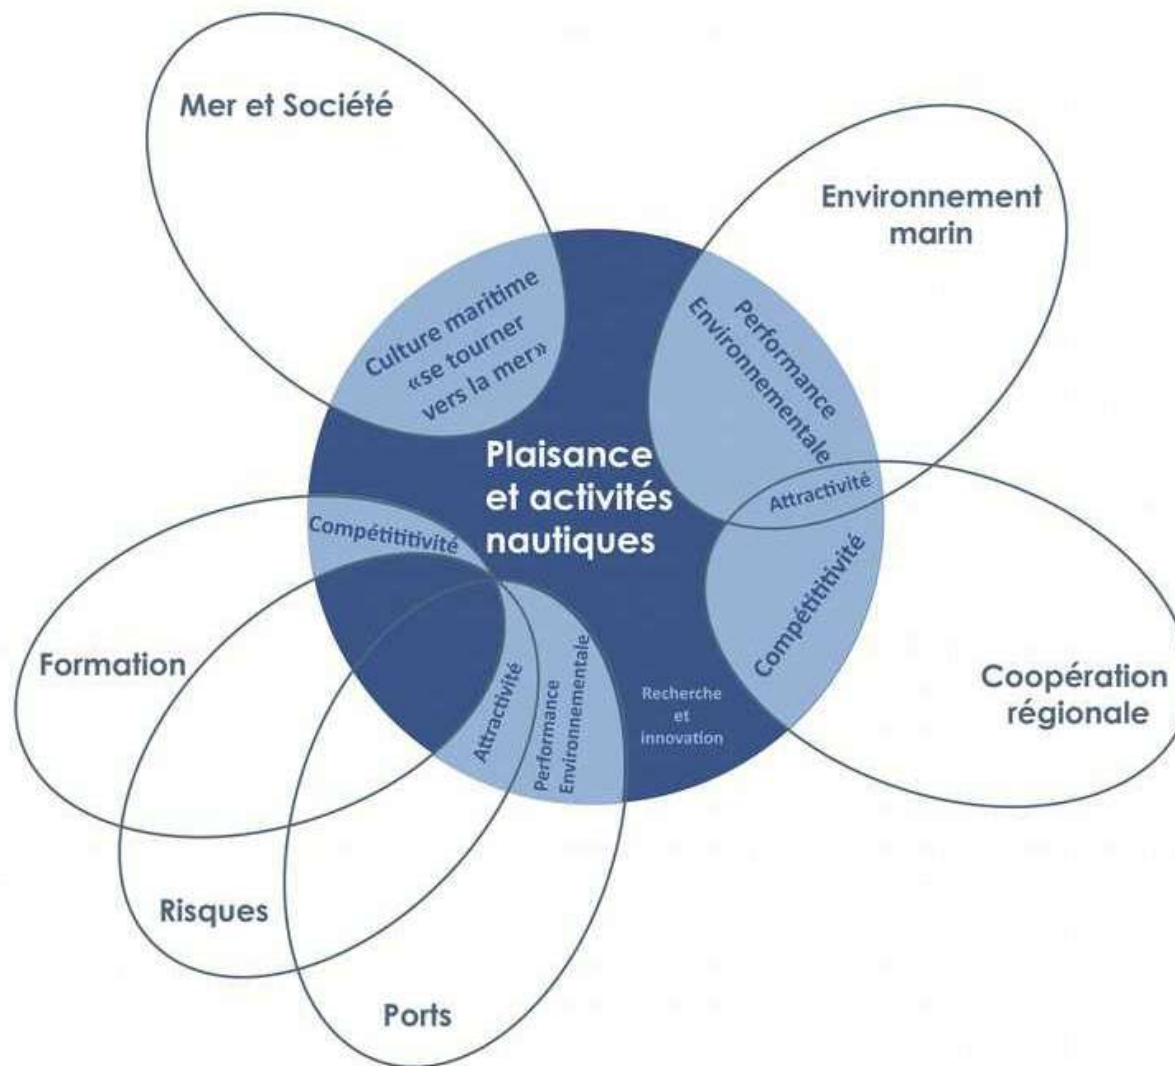 Mer et Société
Environnement
marin
Culture maritime
«se tourner
vers la mer»
Performance
Environnementale
Plaisance
et activités
nautiques
Attractivité
Compétititivité
Compétititivité
Formation
Attractivité
Performance
Environnementale
Recherche
et
innovation
Coopération
régionale
Risques
Ports